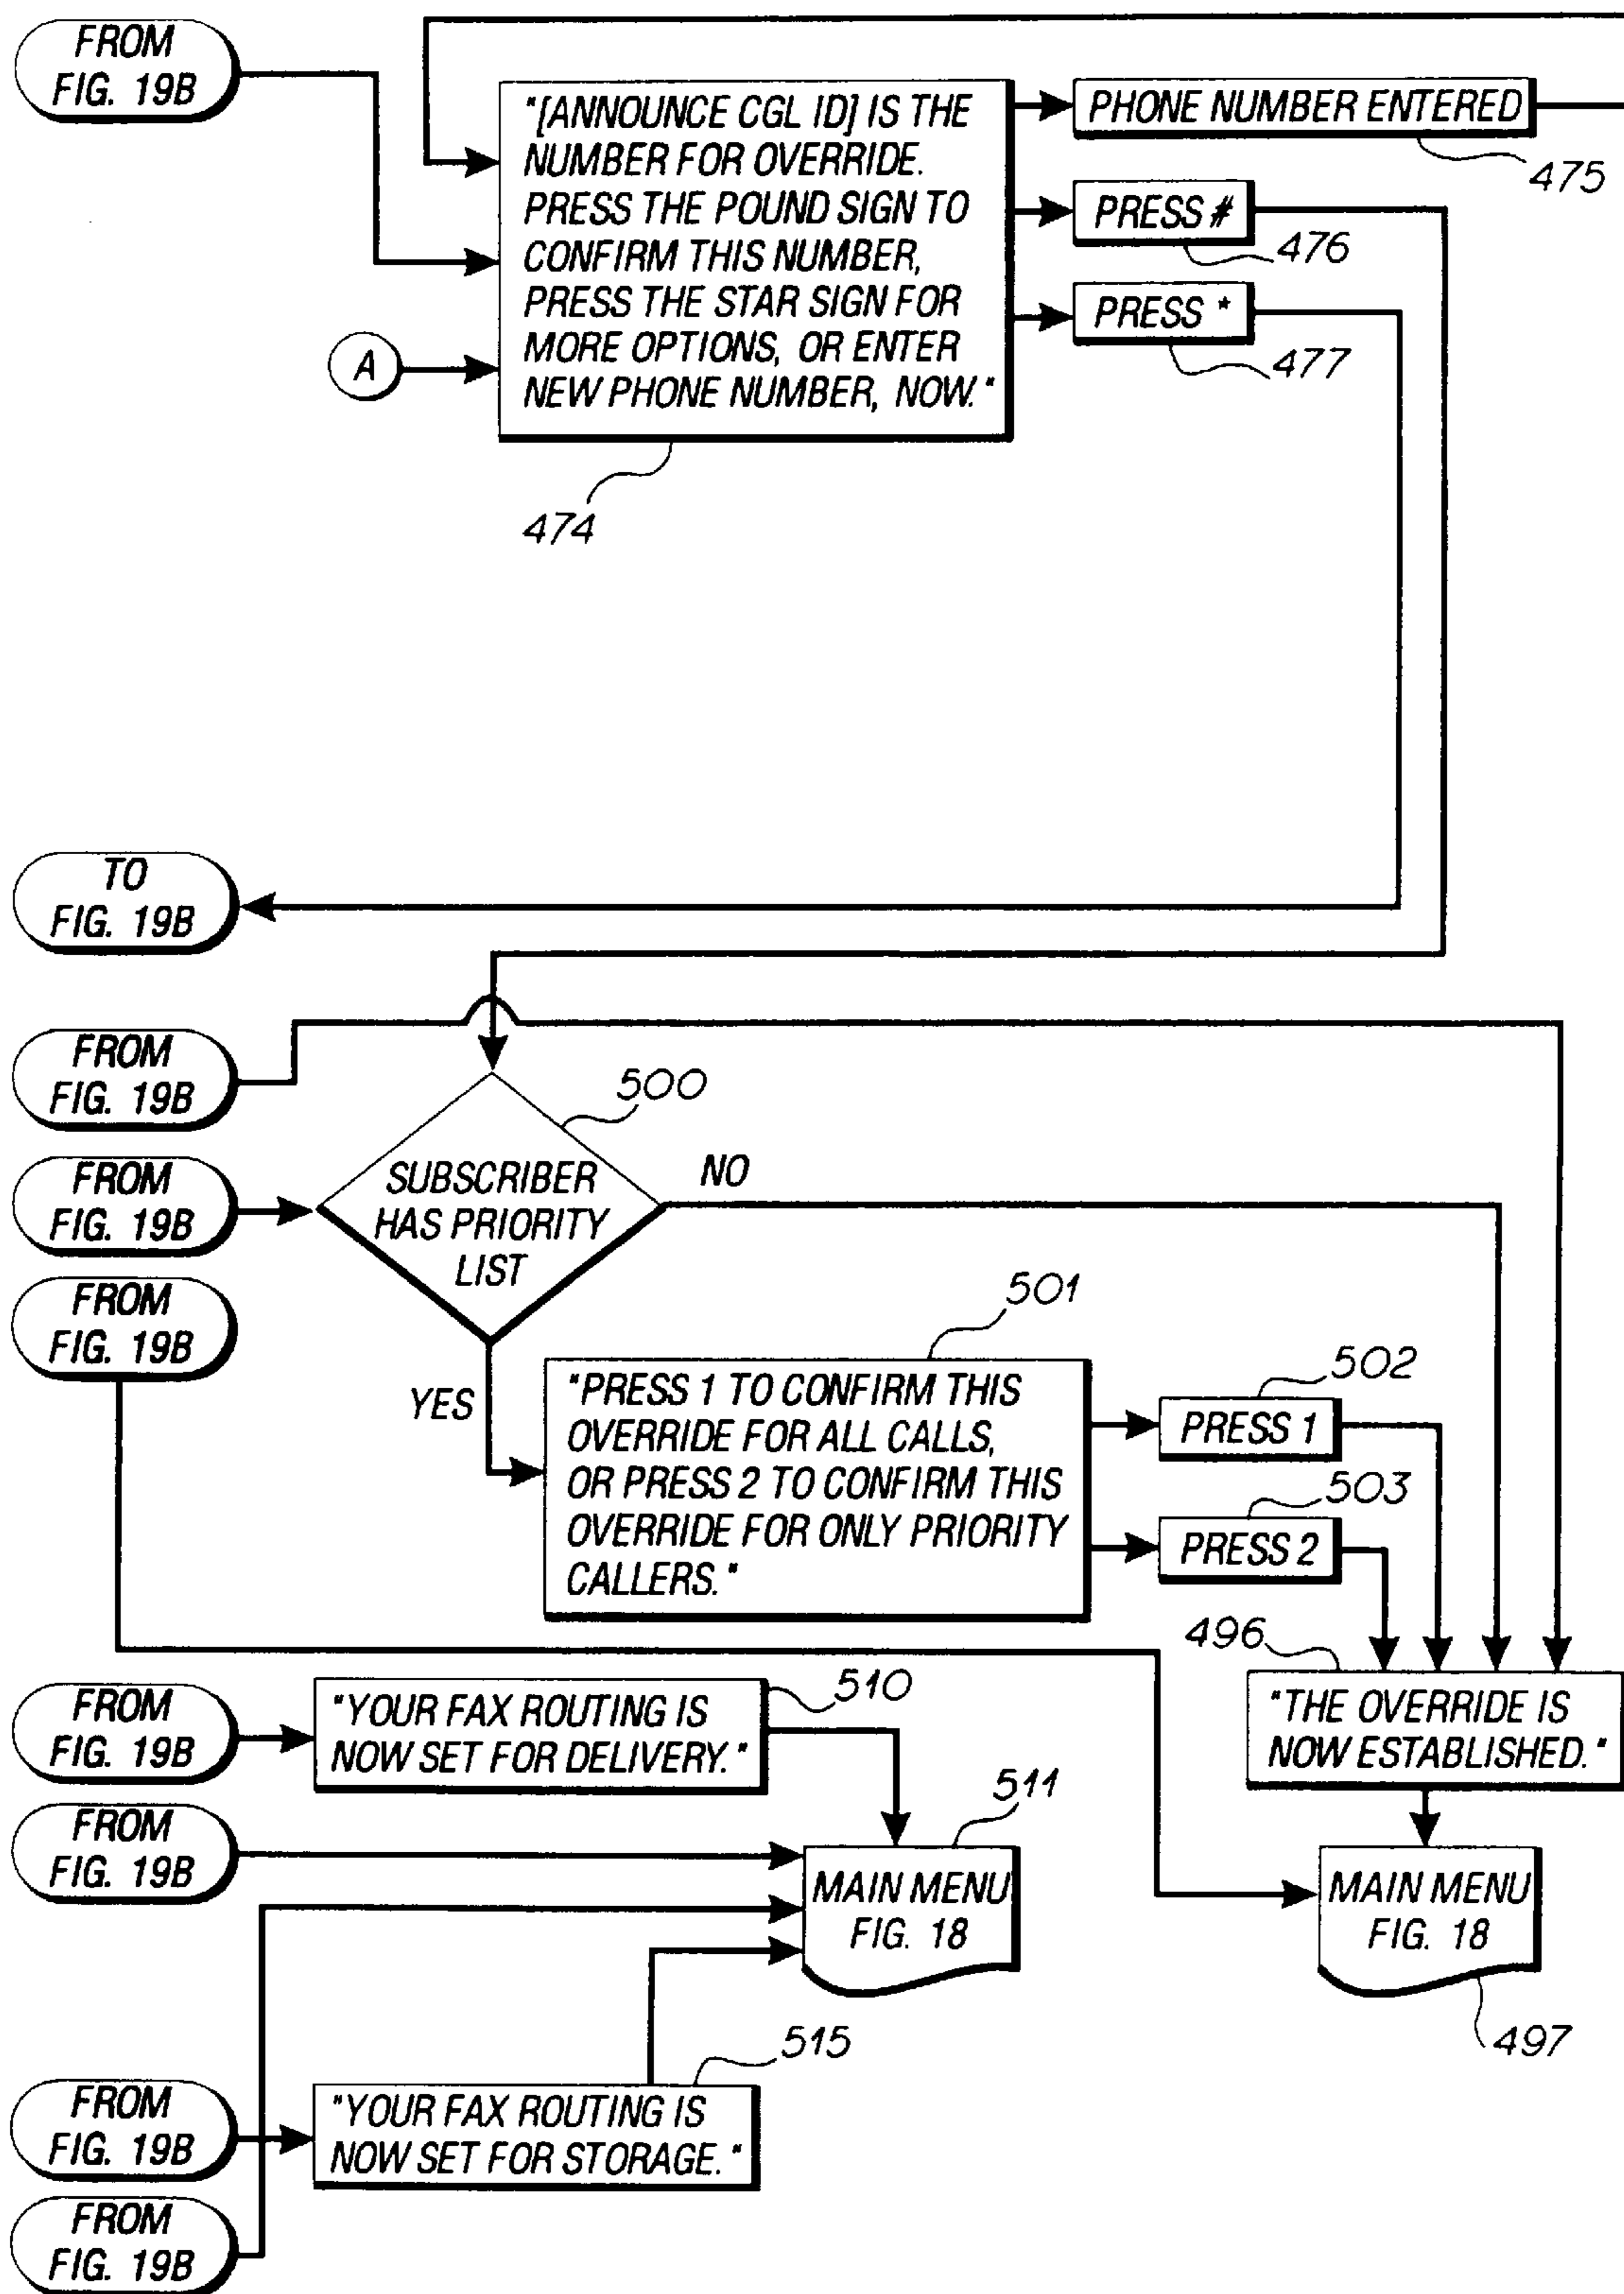 FROM
FIG. 19B
"[ANNOUNCE CGL ID] IS THE
NUMBER FOR OVERRIDE.
PRESS THE POUND SIGN TO
CONFIRM THIS NUMBER,
PRESS THE STAR SIGN FOR
MORE OPTIONS, OR ENTER
NEW PHONE NUMBER, NOW."
474
A
PHONE NUMBER ENTERED
475
PRESS #
476
PRESS *
477
TO
FIG. 19B
FROM
FIG. 19B
FROM
FIG. 19B
SUBSCRIBER
HAS PRIORITY
LIST
500
NO
YES
FROM
FIG. 19B
"PRESS 1 TO CONFIRM THIS
OVERRIDE FOR ALL CALLS,
OR PRESS 2 TO CONFIRM THIS
OVERRIDE FOR ONLY PRIORITY
CALLERS."
501
PRESS 1
502
PRESS 2
503
496
"THE OVERRIDE IS
NOW ESTABLISHED."
FROM
FIG. 19B
"YOUR FAX ROUTING IS
NOW SET FOR DELIVERY."
510
FROM
FIG. 19B
511
MAIN MENU
FIG. 18
MAIN MENU
FIG. 18
497
FROM
FIG. 19B
"YOUR FAX ROUTING IS
NOW SET FOR STORAGE."
515
FROM
FIG. 19B